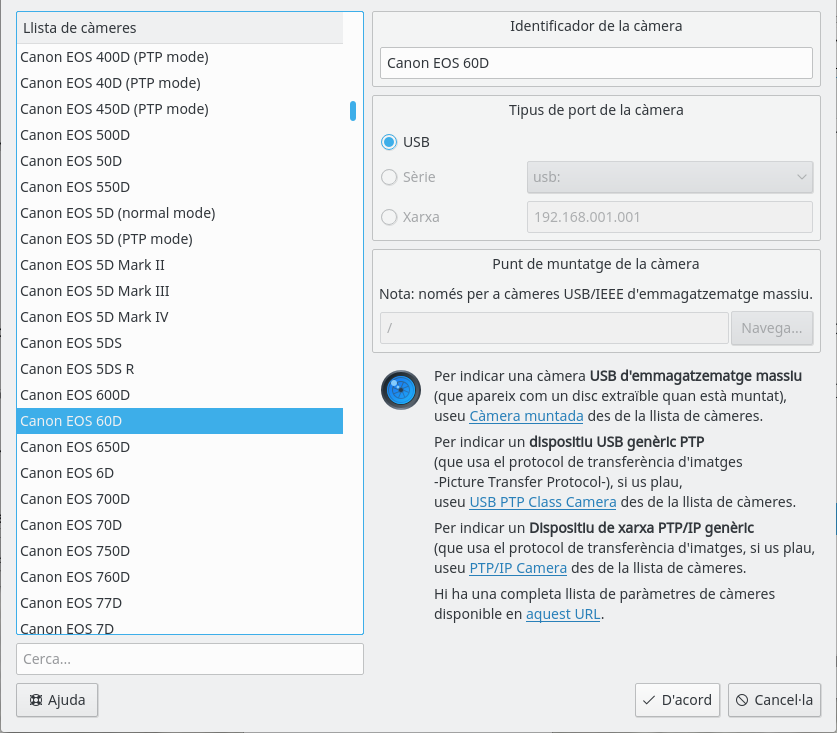 Llista de càmeres
Canon EOS 400D (PTP mode)
Canon EOS 40D (PTP mode)
Canon EOS 450D (PTP mode)
Canon EOS 500D
Canon EOS 50D
Canon EOS 550D
Canon EOS 5D (normal mode)
Canon EOS 5D (PTP mode)
Canon EOS 5D Mark II
Canon EOS 5D Mark III
Canon EOS 5D Mark IV
Canon EOS 5DS
Canon EOS 5DS R
Canon EOS 600D
Canon EOS 60D
Canon EOS 650D
Canon EOS 6D
Canon EOS 700D
Canon EOS 70D
Canon EOS 750D
Canon EOS 760D
Canon EOS 77D
Canon EOS 7D
Cerca...
Ajuda
Identificador de la càmera
Canon EOS 60D
Tipus de port de la càmera
USB
Sèrie
usb:
Xarxa
192.168.001.001
Punt de muntatge de la càmera
Nota: només per a càmeres USB/IEEE d'emmagatzematge massiu.
/
Navega...
Per indicar una càmera USB d'emmagatzematge massiu
(que apareix com un disc extraïble quan està muntat),
useu Càmera muntada des de la llista de càmeres.
Per indicar un dispositiu USB genèric PTP
(que usa el protocol de transferència d'imatges
-Picture Transfer Protocol-), si us plau,
useu USB PTP Class Camera des de la llista de càmeres.
Per indicar un Dispositiu de xarxa PTP/IP genèric
(que usa el protocol de transferència d'imatges, si us plau,
useu PTP/IP Camera des de la llista de càmeres.
Hi ha una completa llista de paràmetres de càmeres
disponible en aquest URL.
D'acord
Cancel·la